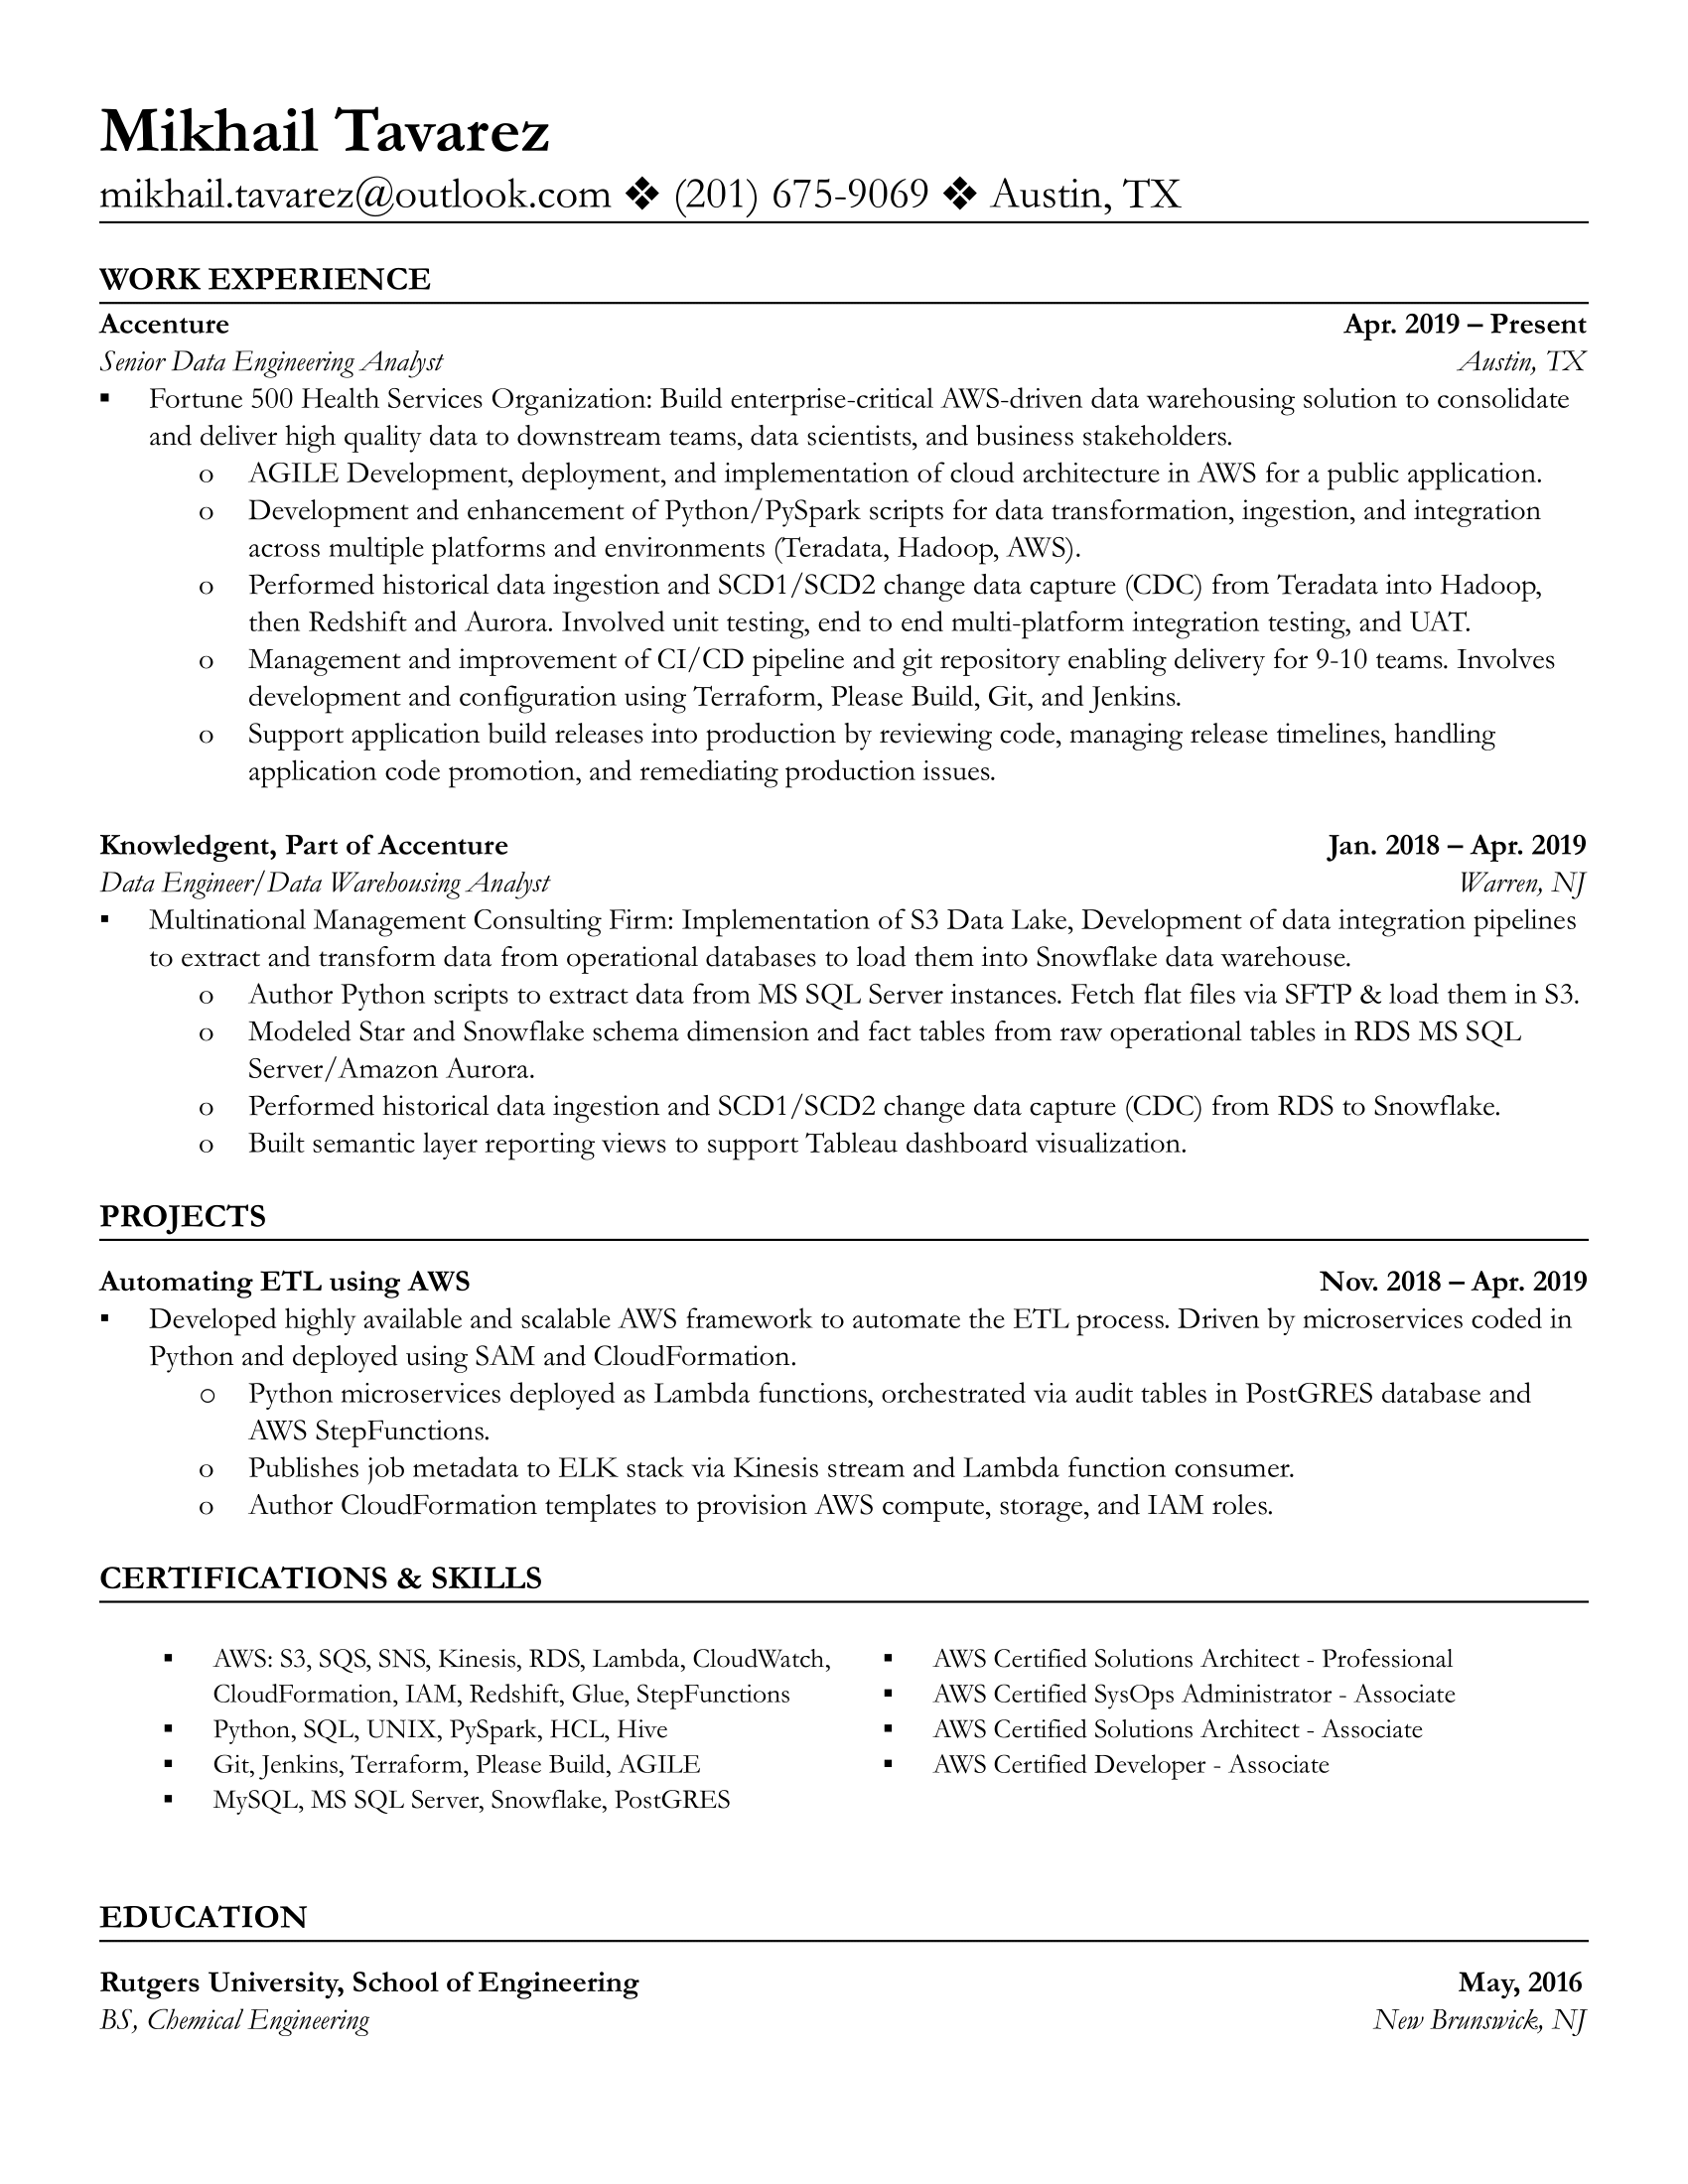 Mikhail Tavarez
mikhail.tavarez@outlook.com ❖ (201) 675-9069 ❖ Austin, TX
WORK EXPERIENCE
Accenture Apr. 2019 – Present
Senior Data Engineering Analyst Austin, TX
▪ Fortune 500 Health Services Organization: Build enterprise-critical AWS-driven data warehousing solution to consolidate
and deliver high quality data to downstream teams, data scientists, and business stakeholders.
o AGILE Development, deployment, and implementation of cloud architecture in AWS for a public application.
o Development and enhancement of Python/PySpark scripts for data transformation, ingestion, and integration
across multiple platforms and environments (Teradata, Hadoop, AWS).
o Performed historical data ingestion and SCD1/SCD2 change data capture (CDC) from Teradata into Hadoop,
then Redshift and Aurora. Involved unit testing, end to end multi-platform integration testing, and UAT.
o Management and improvement of CI/CD pipeline and git repository enabling delivery for 9-10 teams. Involves
development and configuration using Terraform, Please Build, Git, and Jenkins.
o Support application build releases into production by reviewing code, managing release timelines, handling
application code promotion, and remediating production issues.
Knowledgent, Part of Accenture Jan. 2018 – Apr. 2019
Data Engineer/Data Warehousing Analyst Warren, NJ
▪ Multinational Management Consulting Firm: Implementation of S3 Data Lake, Development of data integration pipelines
to extract and transform data from operational databases to load them into Snowflake data warehouse.
o Author Python scripts to extract data from MS SQL Server instances. Fetch flat files via SFTP & load them in S3.
o Modeled Star and Snowflake schema dimension and fact tables from raw operational tables in RDS MS SQL
Server/Amazon Aurora.
o Performed historical data ingestion and SCD1/SCD2 change data capture (CDC) from RDS to Snowflake.
o Built semantic layer reporting views to support Tableau dashboard visualization.
PROJECTS
Automating ETL using AWS Nov. 2018 – Apr. 2019
▪ Developed highly available and scalable AWS framework to automate the ETL process. Driven by microservices coded in
Python and deployed using SAM and CloudFormation.
o Python microservices deployed as Lambda functions, orchestrated via audit tables in PostGRES database and
AWS StepFunctions.
o Publishes job metadata to ELK stack via Kinesis stream and Lambda function consumer.
o Author CloudFormation templates to provision AWS compute, storage, and IAM roles.
CERTIFICATIONS & SKILLS
▪ AWS: S3, SQS, SNS, Kinesis, RDS, Lambda, CloudWatch,
CloudFormation, IAM, Redshift, Glue, StepFunctions
▪ Python, SQL, UNIX, PySpark, HCL, Hive
▪ Git, Jenkins, Terraform, Please Build, AGILE
▪ MySQL, MS SQL Server, Snowflake, PostGRES
▪ AWS Certified Solutions Architect - Professional
▪ AWS Certified SysOps Administrator - Associate
▪ AWS Certified Solutions Architect - Associate
▪ AWS Certified Developer - Associate
EDUCATION
Rutgers University, School of Engineering May, 2016
BS, Chemical Engineering New Brunswick, NJ